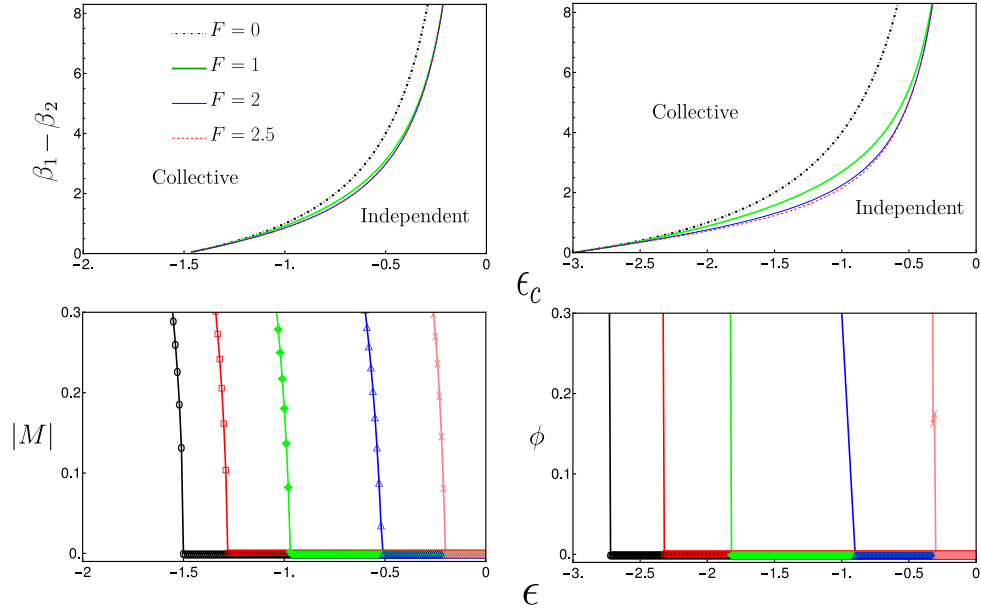 β₁−β₂
8
6
4
2
0
F = 0
F = 1
F = 2
F = 2.5
Collective
Independent
−2. −1.5 −1. −0.5 0
8
6
4
2
0
Collective
Independent
−3. −2.5 −2. −1.5 −1. −0.5 0
ϵ_c
|M|
0.3
0.2
0.1
0.
−2 −1.5 −1. −0.5 0
ϕ
0.3
0.2
0.1
0.
−3. −2.5 −2. −1.5 −1. −0.5 0
ϵ